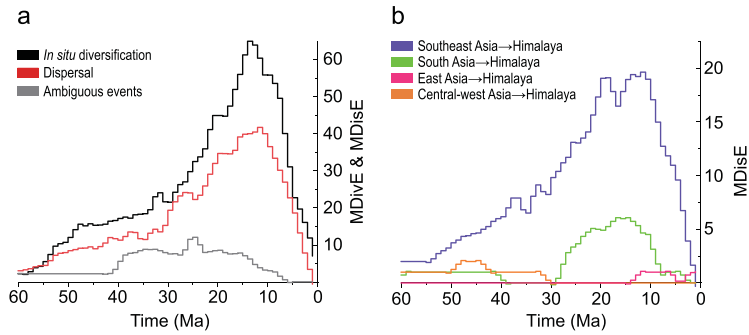 a
In situ diversification
Dispersal
Ambiguous events
60
50
40
30
20
10
MDivE & MDisE
60 50 40 30 20 10 0
Time (Ma)
b
Southeast Asia→Himalaya
South Asia→Himalaya
East Asia→Himalaya
Central-west Asia→Himalaya
20
15
10
5
MDisE
60 50 40 30 20 10 0
Time (Ma)